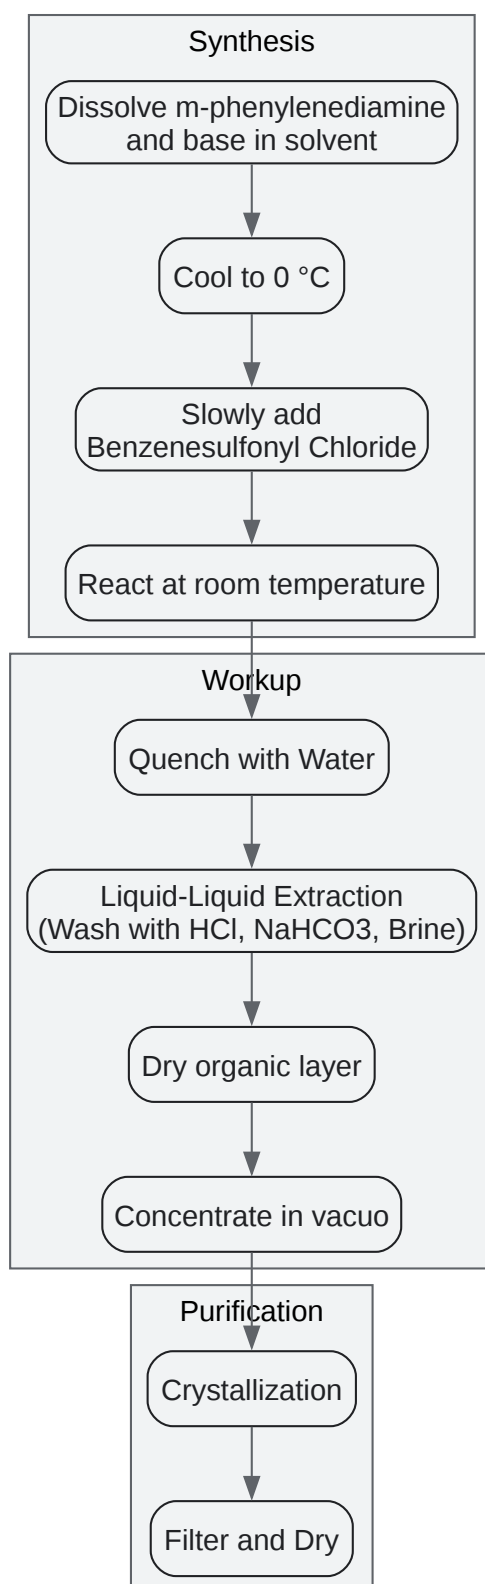 Synthesis
Dissolve m-phenylenediamine
and base in solvent
Cool to 0 °C
Slowly add
Benzenesulfonyl Chloride
React at room temperature
Workup
Quench with Water
Liquid-Liquid Extraction
(Wash with HCl, NaHCO3, Brine)
Dry organic layer
Concentrate in vacuo
Purification
Crystallization
Filter and Dry